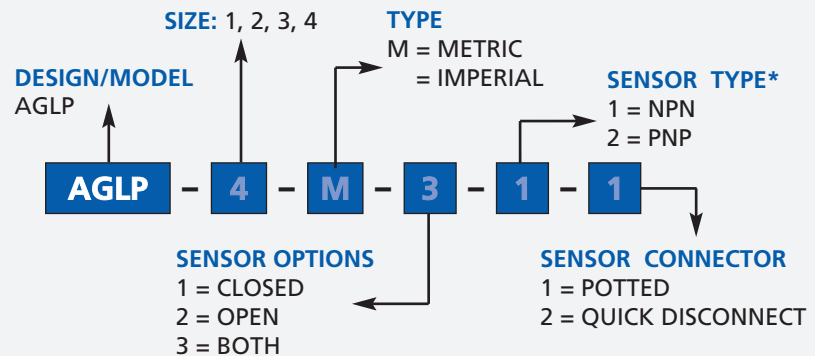 SIZE: 1, 2, 3, 4
TYPE
M = METRIC
= IMPERIAL
DESIGN/MODEL
AGLP
SENSOR TYPE*
1 = NPN
2 = PNP
AGLP - 4 - M - 3 - 1 - 1
SENSOR OPTIONS
1 = CLOSED
2 = OPEN
3 = BOTH
SENSOR CONNECTOR
1 = POTTED
2 = QUICK DISCONNECT